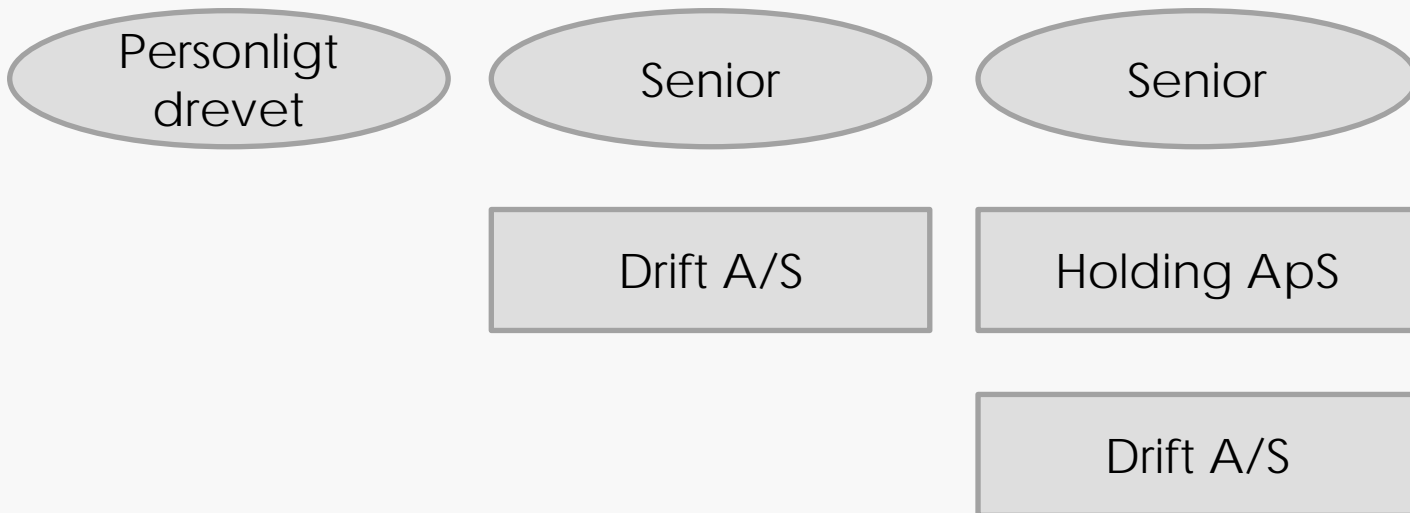 Personligt
drevet
Senior
Senior
Drift A/S
Holding ApS
Drift A/S